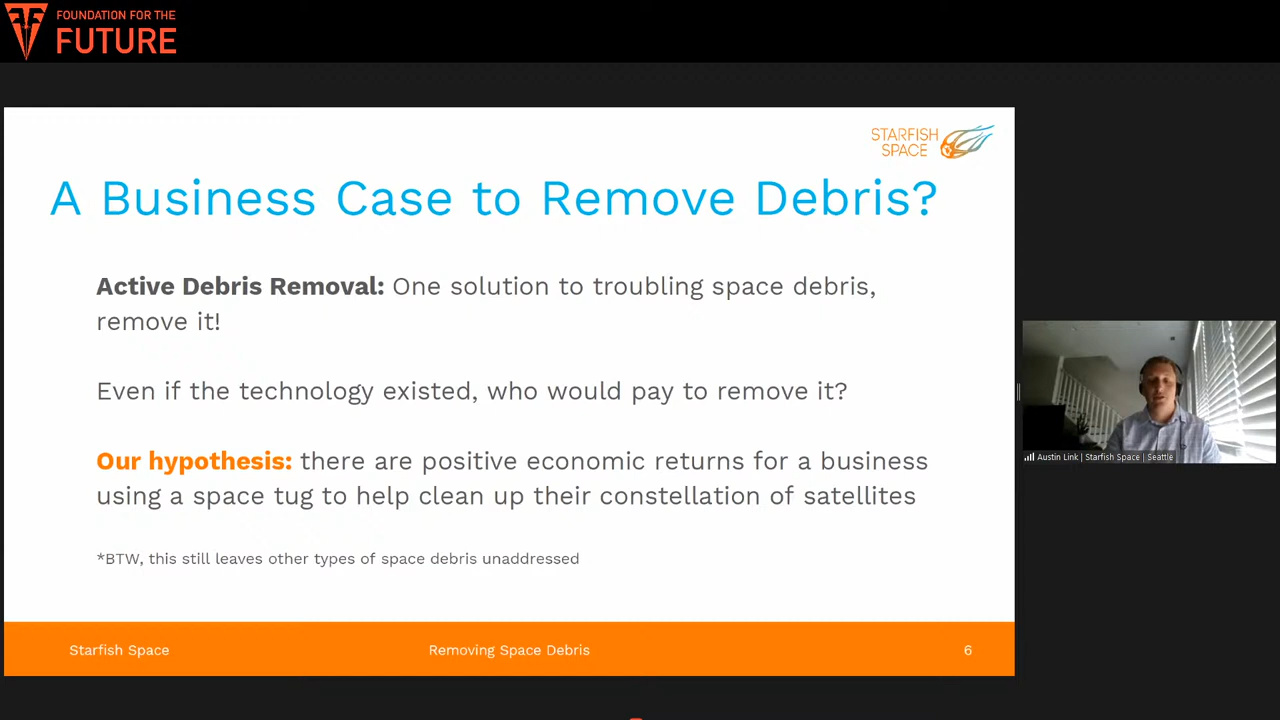 FOUNDATION FOR THE
FUTURE
STARFISH
SPACE
A Business Case to Remove Debris?
Active Debris Removal: One solution to troubling space debris,
remove it!
Even if the technology existed, who would pay to remove it?
Our hypothesis: there are positive economic returns for a business
using a space tug to help clean up their constellation of satellites
*BTW, this still leaves other types of space debris unaddressed
Starfish Space
Removing Space Debris
6
Austin Link | Starfish Space | Seattle